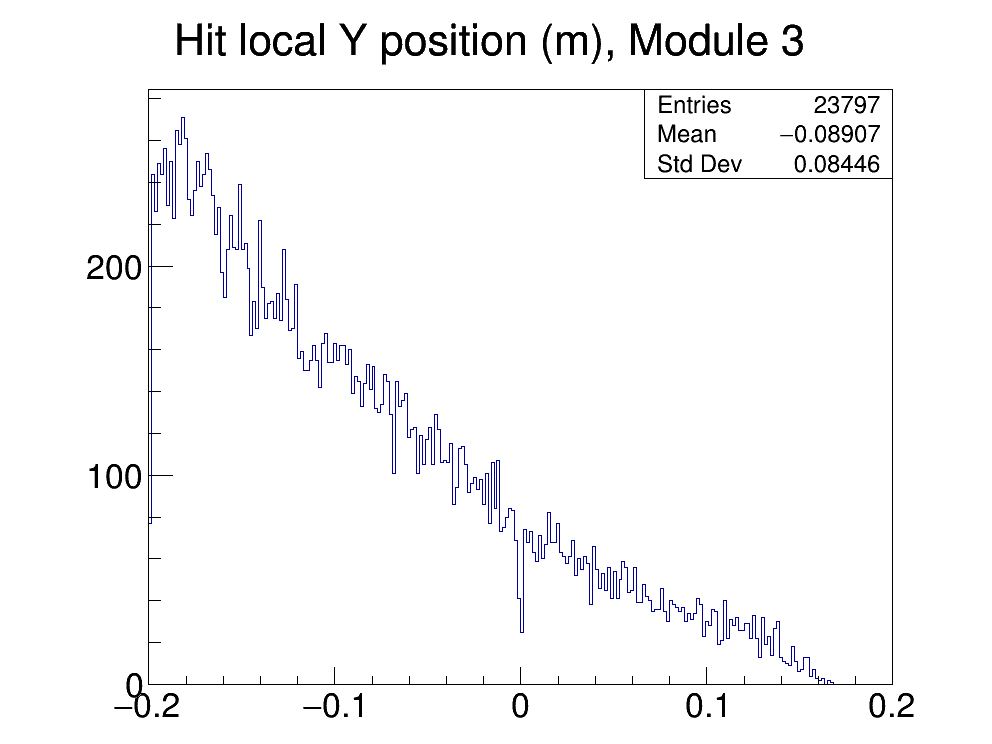 Hit local Y position (m), Module 3
Entries 23797
Mean −0.08907
Std Dev 0.08446
200
100
0
−0.2 −0.1 0 0.1 0.2